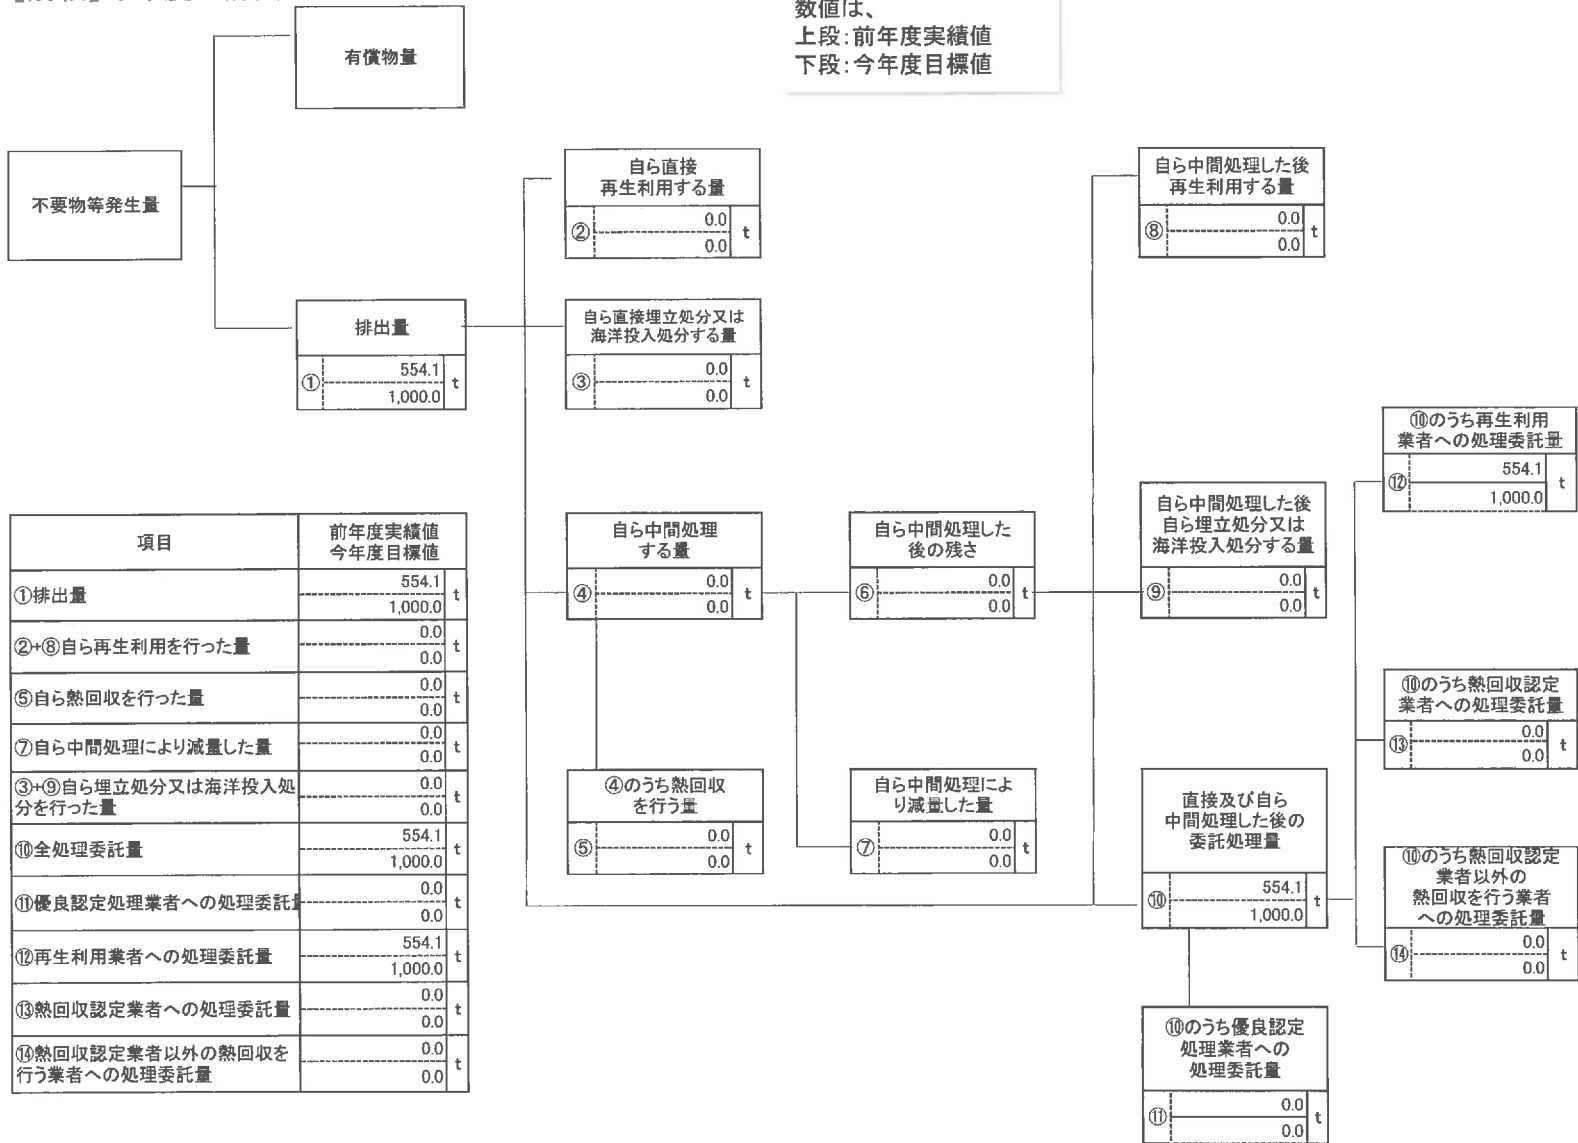 数値は、
上段:前年度実績値
下段:今年度目標値
有償物量
不要物等発生量
排出量
① 554.1 t
1,000.0
自ら直接
再生利用する量
② 0.0 t
0.0
自ら直接埋立処分又は
海洋投入処分する量
③ 0.0 t
0.0
自ら中間処理した後
再生利用する量
⑧ 0.0 t
0.0
自ら中間処理
する量
④ 0.0 t
0.0
自ら中間処理した
後の残さ
⑥ 0.0 t
0.0
自ら中間処理した後
自ら埋立処分又は
海洋投入処分する量
⑨ 0.0 t
0.0
④のうち熱回収
を行う量
⑤ 0.0 t
0.0
自ら中間処理によ
り減量した量
⑦ 0.0 t
0.0
直接及び自ら
中間処理した後の
委託処理量
⑩ 554.1 t
1,000.0
⑩のうち再生利用
業者への処理委託量
⑫ 554.1 t
1,000.0
⑩のうち熱回収認定
業者への処理委託量
⑬ 0.0 t
0.0
⑩のうち熱回収認定
業者以外の
熱回収を行う業者
への処理委託量
⑭ 0.0 t
0.0
⑩のうち優良認定
処理業者への
処理委託量
⑪ 0.0 t
0.0
項目 前年度実績値
今年度目標値
①排出量 554.1 t
1,000.0
②+⑧自ら再生利用を行った量 0.0 t
0.0
⑤自ら熱回収を行った量 0.0 t
0.0
⑦自ら中間処理により減量した量 0.0 t
0.0
③+⑨自ら埋立処分又は海洋投入処 0.0 t
分を行った量 0.0
⑩全処理委託量 554.1 t
1,000.0
⑪優良認定処理業者への処理委託 0.0 t
0.0
⑫再生利用業者への処理委託量 554.1 t
1,000.0
⑬熱回収認定業者への処理委託量 0.0 t
0.0
⑭熱回収認定業者以外の熱回収を 0.0 t
行う業者への処理委託量 0.0